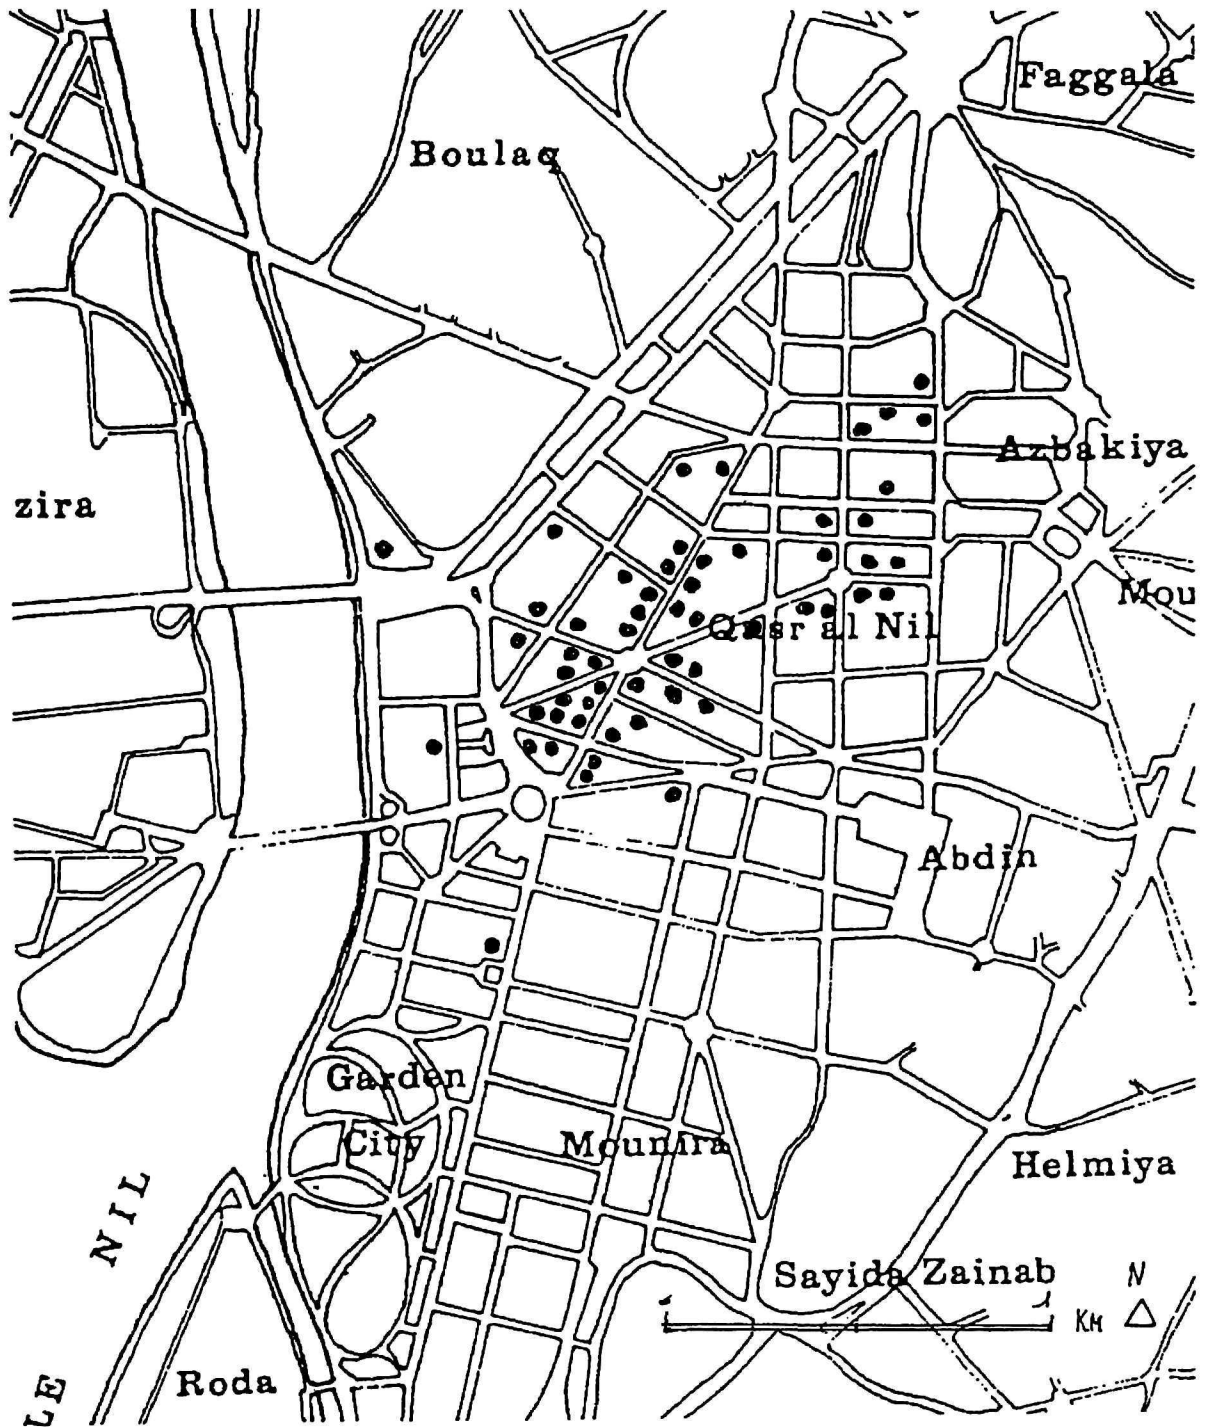 Faggala
Boulaq
Azbakiya
zira
Mou
Qasr al Nil
Abdin
Garden
City
Mounira
Helmiya
NIL
Sayida Zainab
N
KM
Roda
LE